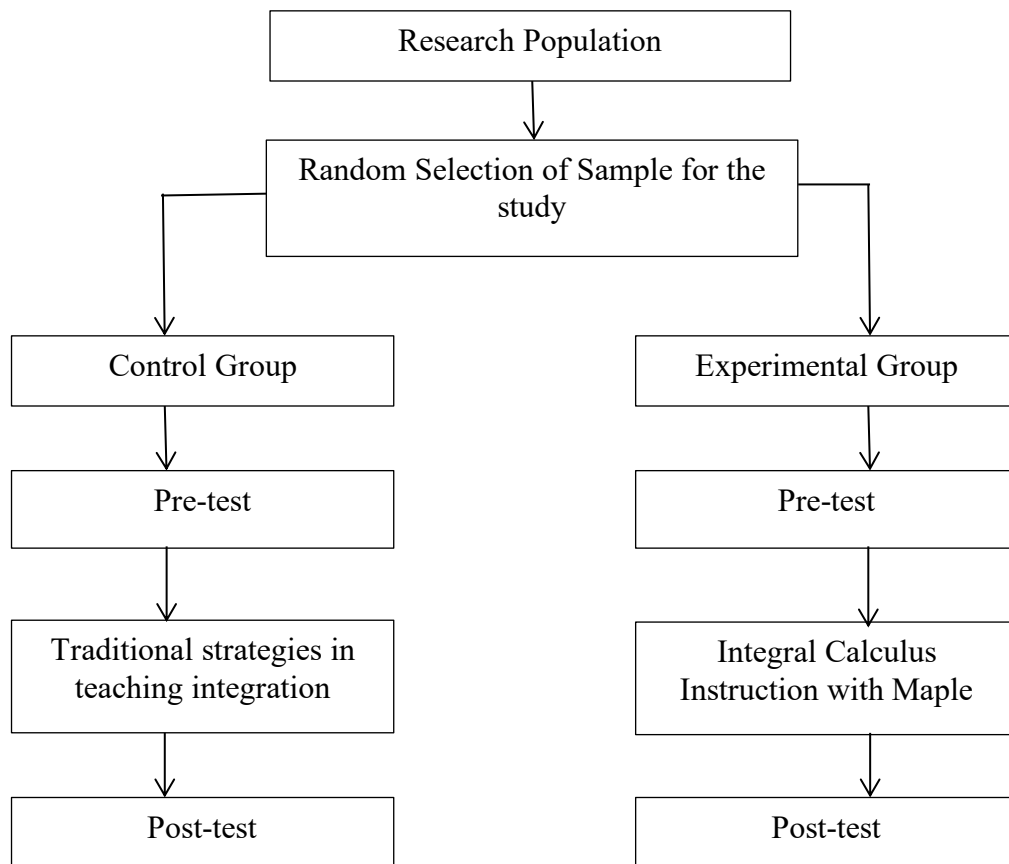 Research Population
Random Selection of Sample for the
study
Control Group
Experimental Group
Pre-test
Pre-test
Traditional strategies in
teaching integration
Integral Calculus
Instruction with Maple
Post-test
Post-test